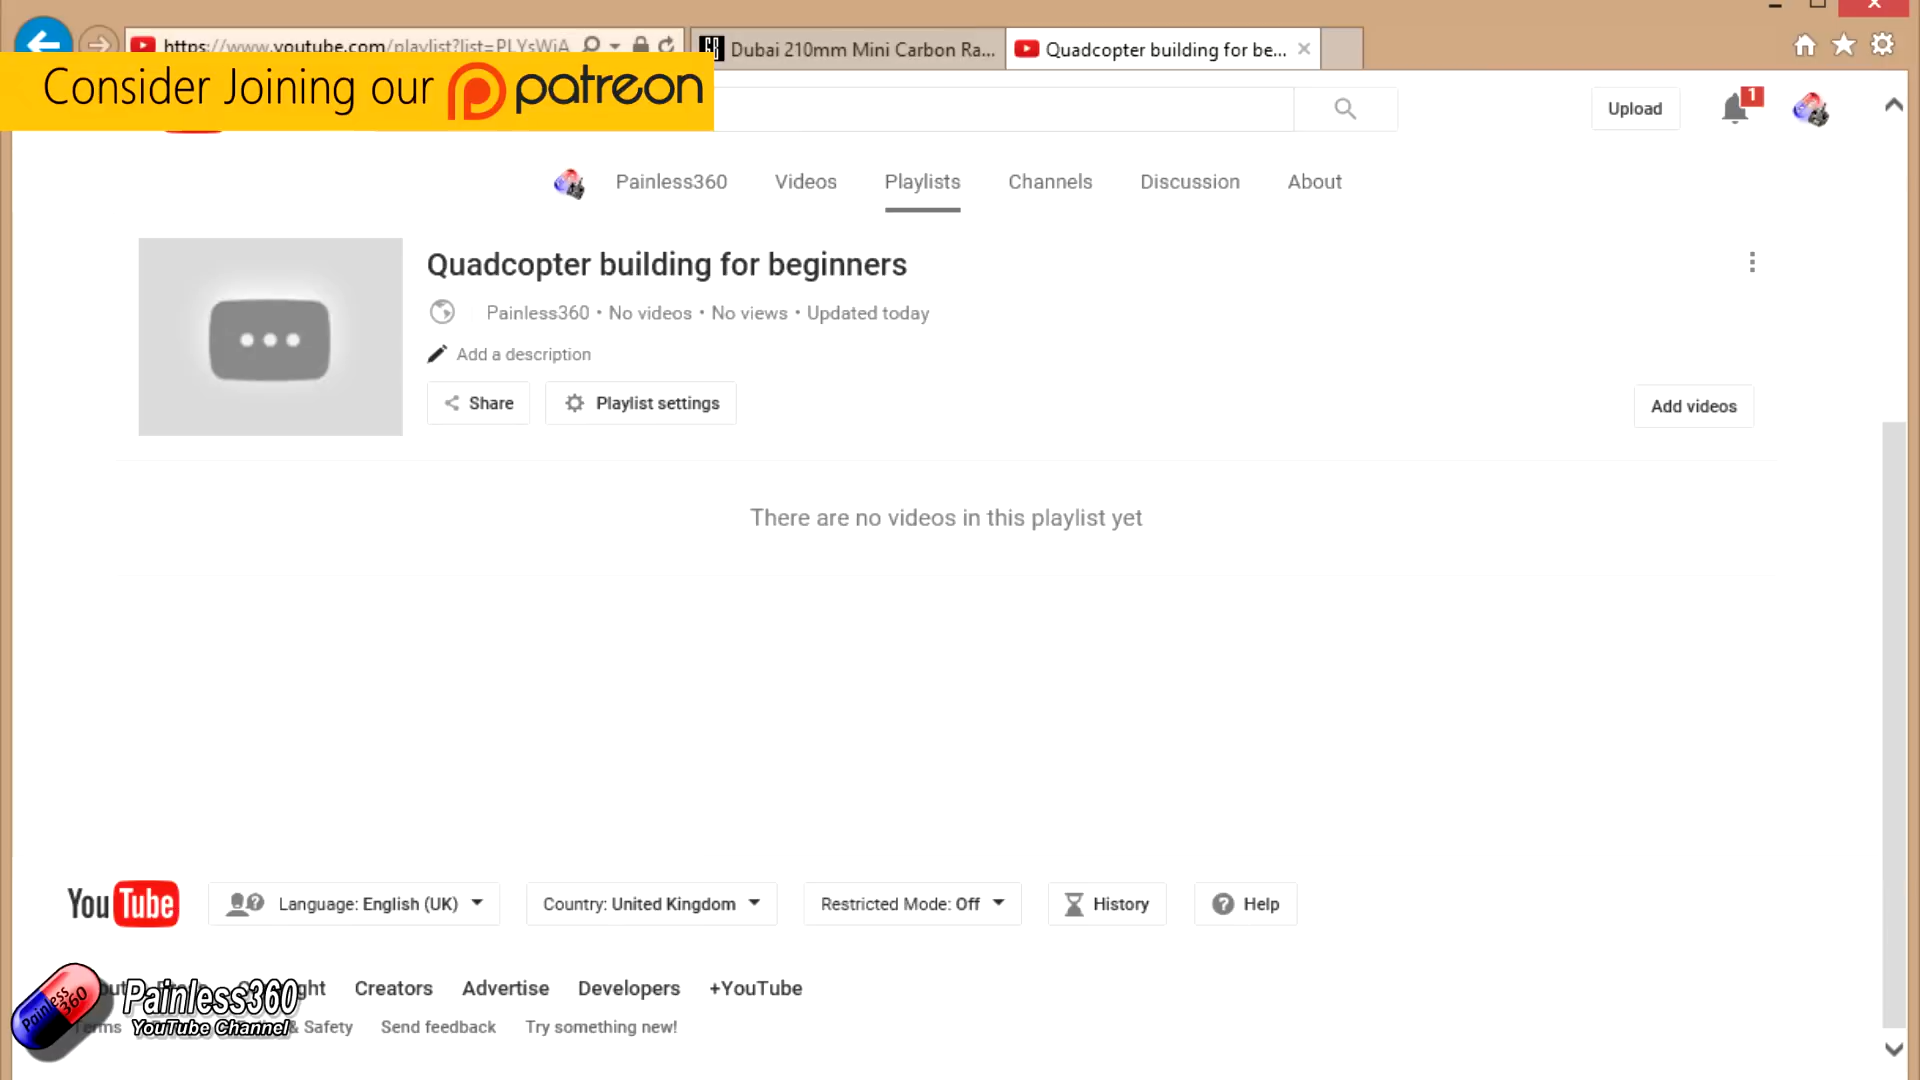 https://www.youtube.com/playlist?list=PLYsWjA
Dubai 210mm Mini Carbon Ra...
Quadcopter building for be...
Consider Joining our patreon
Upload
1
Painless360
Videos
Playlists
Channels
Discussion
About
Quadcopter building for beginners
Painless360 • No videos • No views • Updated today
Add a description
Share
Playlist settings
Add videos
There are no videos in this playlist yet
YouTube
Language: English (UK)
Country: United Kingdom
Restricted Mode: Off
History
Help
Creators
Advertise
Developers
+YouTube
Painless360
Painless360
YouTube Channel
& Safety
Send feedback
Try something new!